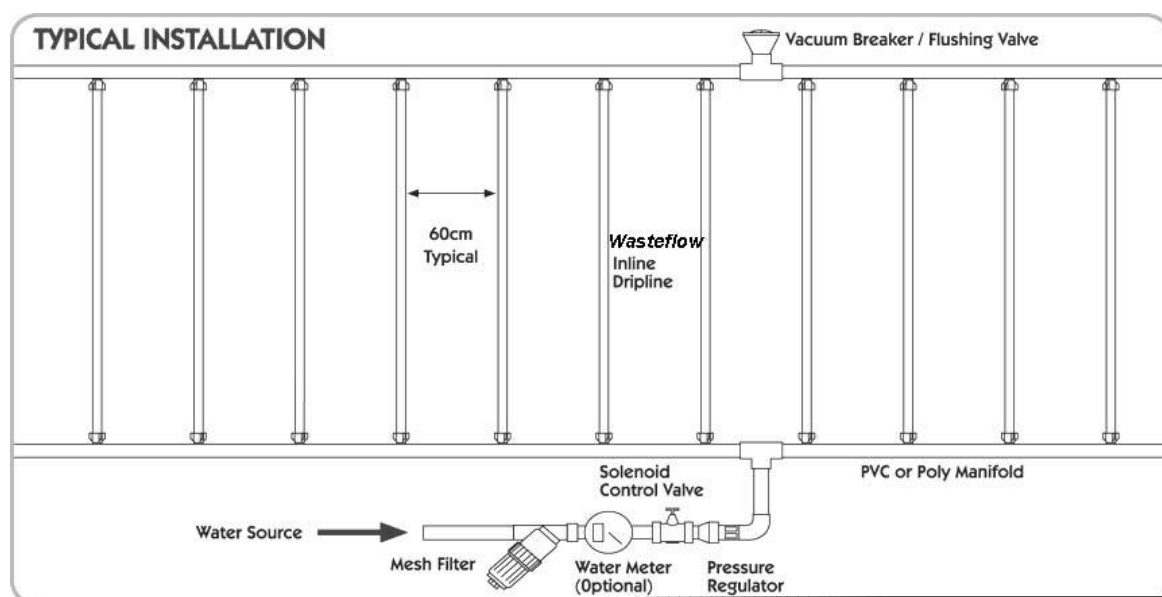 TYPICAL INSTALLATION
Vacuum Breaker / Flushing Valve
60cm
Typical
Wasteflow
Inline
Dripline
Solenoid
Control Valve
PVC or Poly Manifold
Water Source
Mesh Filter
Water Meter
(Optional)
Pressure
Regulator